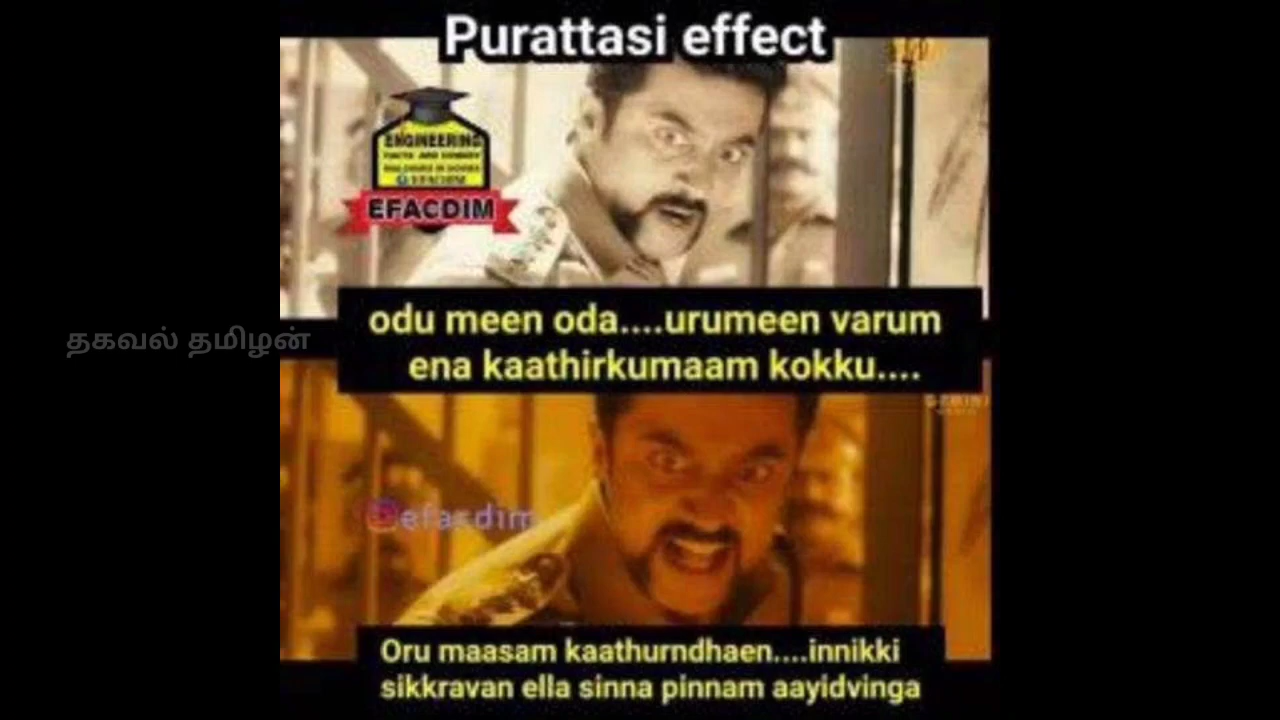 Purattasi effect
ENGINEERING
EFACDIM
odu meen oda....urumeen varum
ena kaathirkumaam kokku....
தகவல் தமிழன்
efacdim
Oru maasam kaathurndhaen....innikki
sikkravan ella sinna pinnam aayidvinga